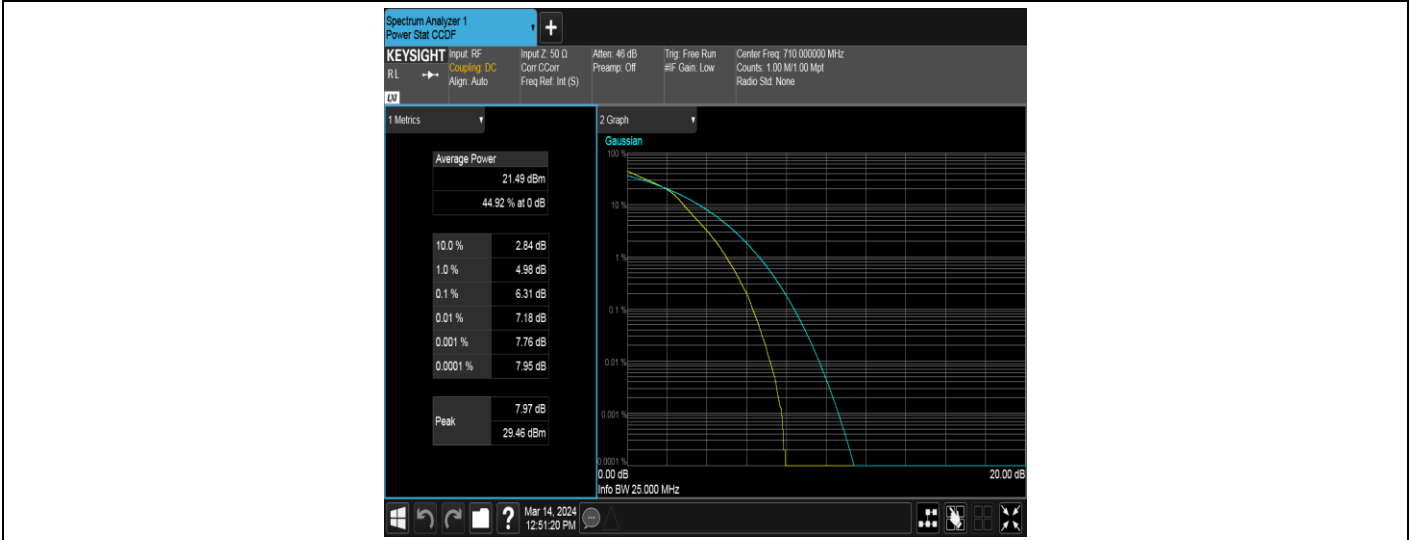 Spectrum Analyzer 1
Power Stat CCDF
+
KEYSIGHT
RL
LXI
Input: RF
Coupling: DC
Align: Auto
Input Z: 50 Ω
Corr CCorr
Freq Ref: Int (S)
Atten: 46 dB
Preamp: Off
Trig: Free Run
#IF Gain: Low
Center Freq: 710.000000 MHz
Counts: 1.00 M/1.00 Mpt
Radio Std: None
1 Metrics
Average Power
21.49 dBm
44.92 % at 0 dB
10.0 % 2.84 dB
1.0 % 4.98 dB
0.1 % 6.31 dB
0.01 % 7.18 dB
0.001 % 7.76 dB
0.0001 % 7.95 dB
Peak
7.97 dB
29.46 dBm
2 Graph
Gaussian
100 %
10 %
1 %
0.1 %
0.01 %
0.001 %
0.0001 %
0.00 dB
20.00 dB
Info BW 25.000 MHz
?
Mar 14, 2024
12:51:20 PM